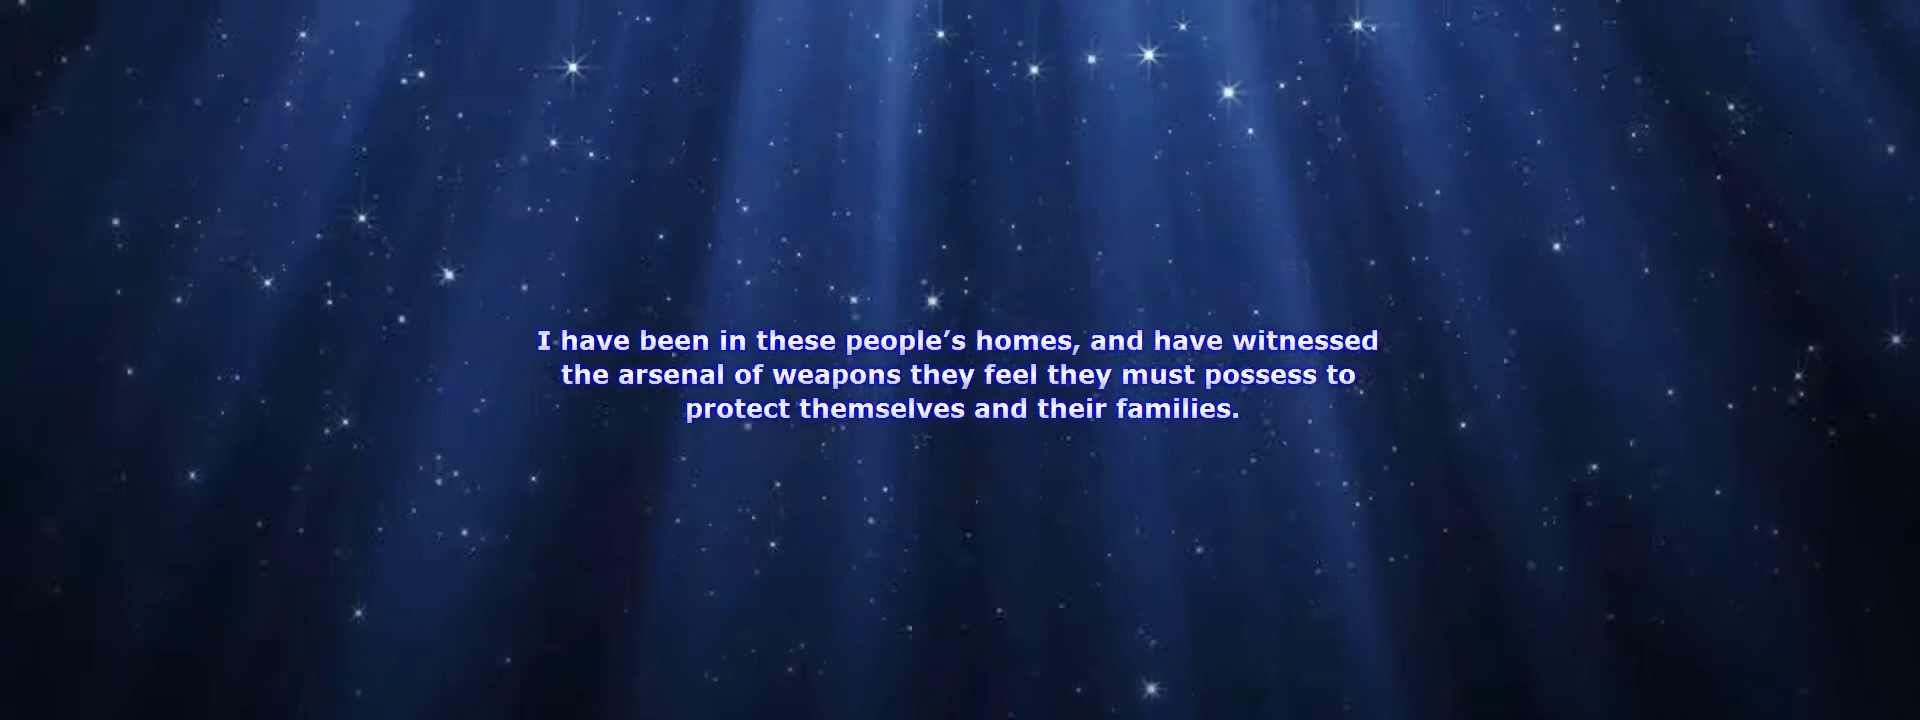 I have been in these people’s homes, and have witnessed
the arsenal of weapons they feel they must possess to
protect themselves and their families.